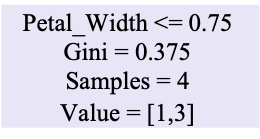 Petal_Width <= 0.75
Gini = 0.375
Samples = 4
Value = [1,3]